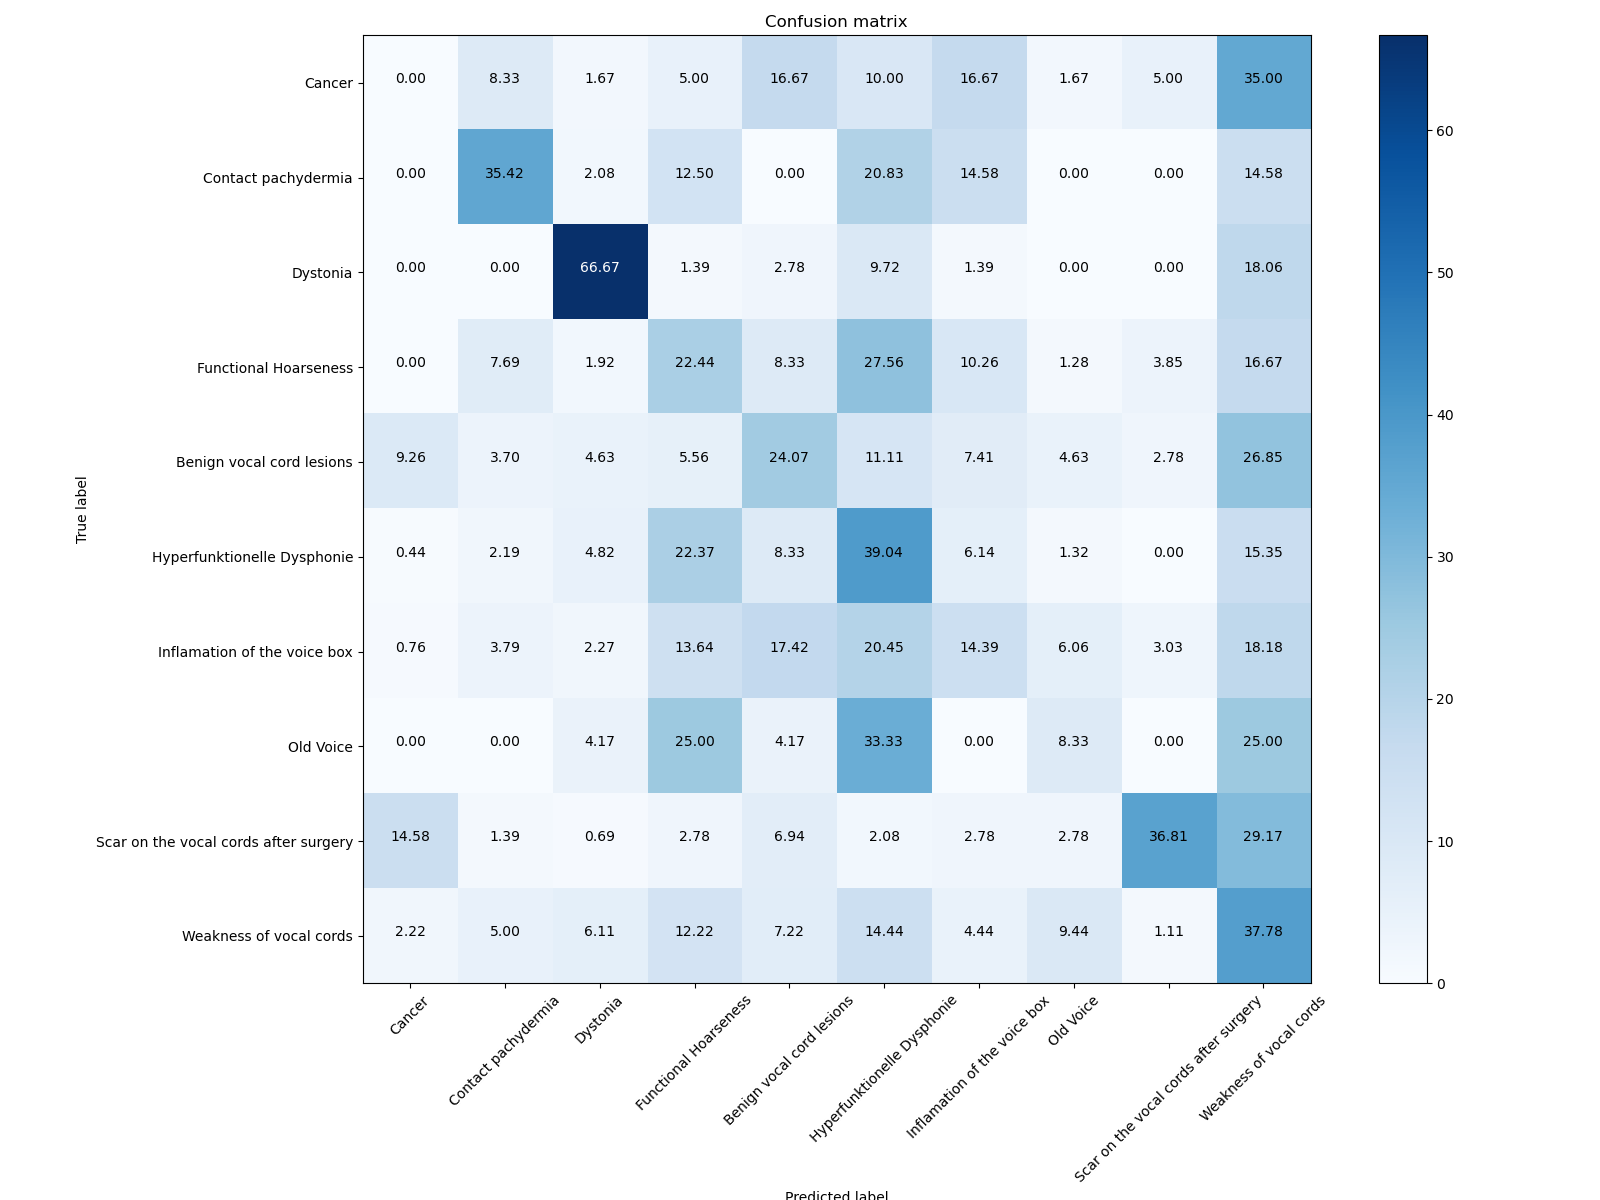 Confusion matrix
Cancer 0.00 8.33 1.67 5.00 16.67 10.00 16.67 1.67 5.00 35.00
Contact pachydermia 0.00 35.42 2.08 12.50 0.00 20.83 14.58 0.00 0.00 14.58
Dystonia 0.00 0.00 66.67 1.39 2.78 9.72 1.39 0.00 0.00 18.06
Functional Hoarseness 0.00 7.69 1.92 22.44 8.33 27.56 10.26 1.28 3.85 16.67
Benign vocal cord lesions 9.26 3.70 4.63 5.56 24.07 11.11 7.41 4.63 2.78 26.85
Hyperfunktionelle Dysphonie 0.44 2.19 4.82 22.37 8.33 39.04 6.14 1.32 0.00 15.35
Inflamation of the voice box 0.76 3.79 2.27 13.64 17.42 20.45 14.39 6.06 3.03 18.18
Old Voice 0.00 0.00 4.17 25.00 4.17 33.33 0.00 8.33 0.00 25.00
Scar on the vocal cords after surgery 14.58 1.39 0.69 2.78 6.94 2.08 2.78 2.78 36.81 29.17
Weakness of vocal cords 2.22 5.00 6.11 12.22 7.22 14.44 4.44 9.44 1.11 37.78
True label
Cancer
Contact pachydermia
Dystonia
Functional Hoarseness
Benign vocal cord lesions
Hyperfunktionelle Dysphonie
Inflamation of the voice box
Old Voice
Scar on the vocal cords after surgery
Weakness of vocal cords
Predicted label
60
50
40
30
20
10
0